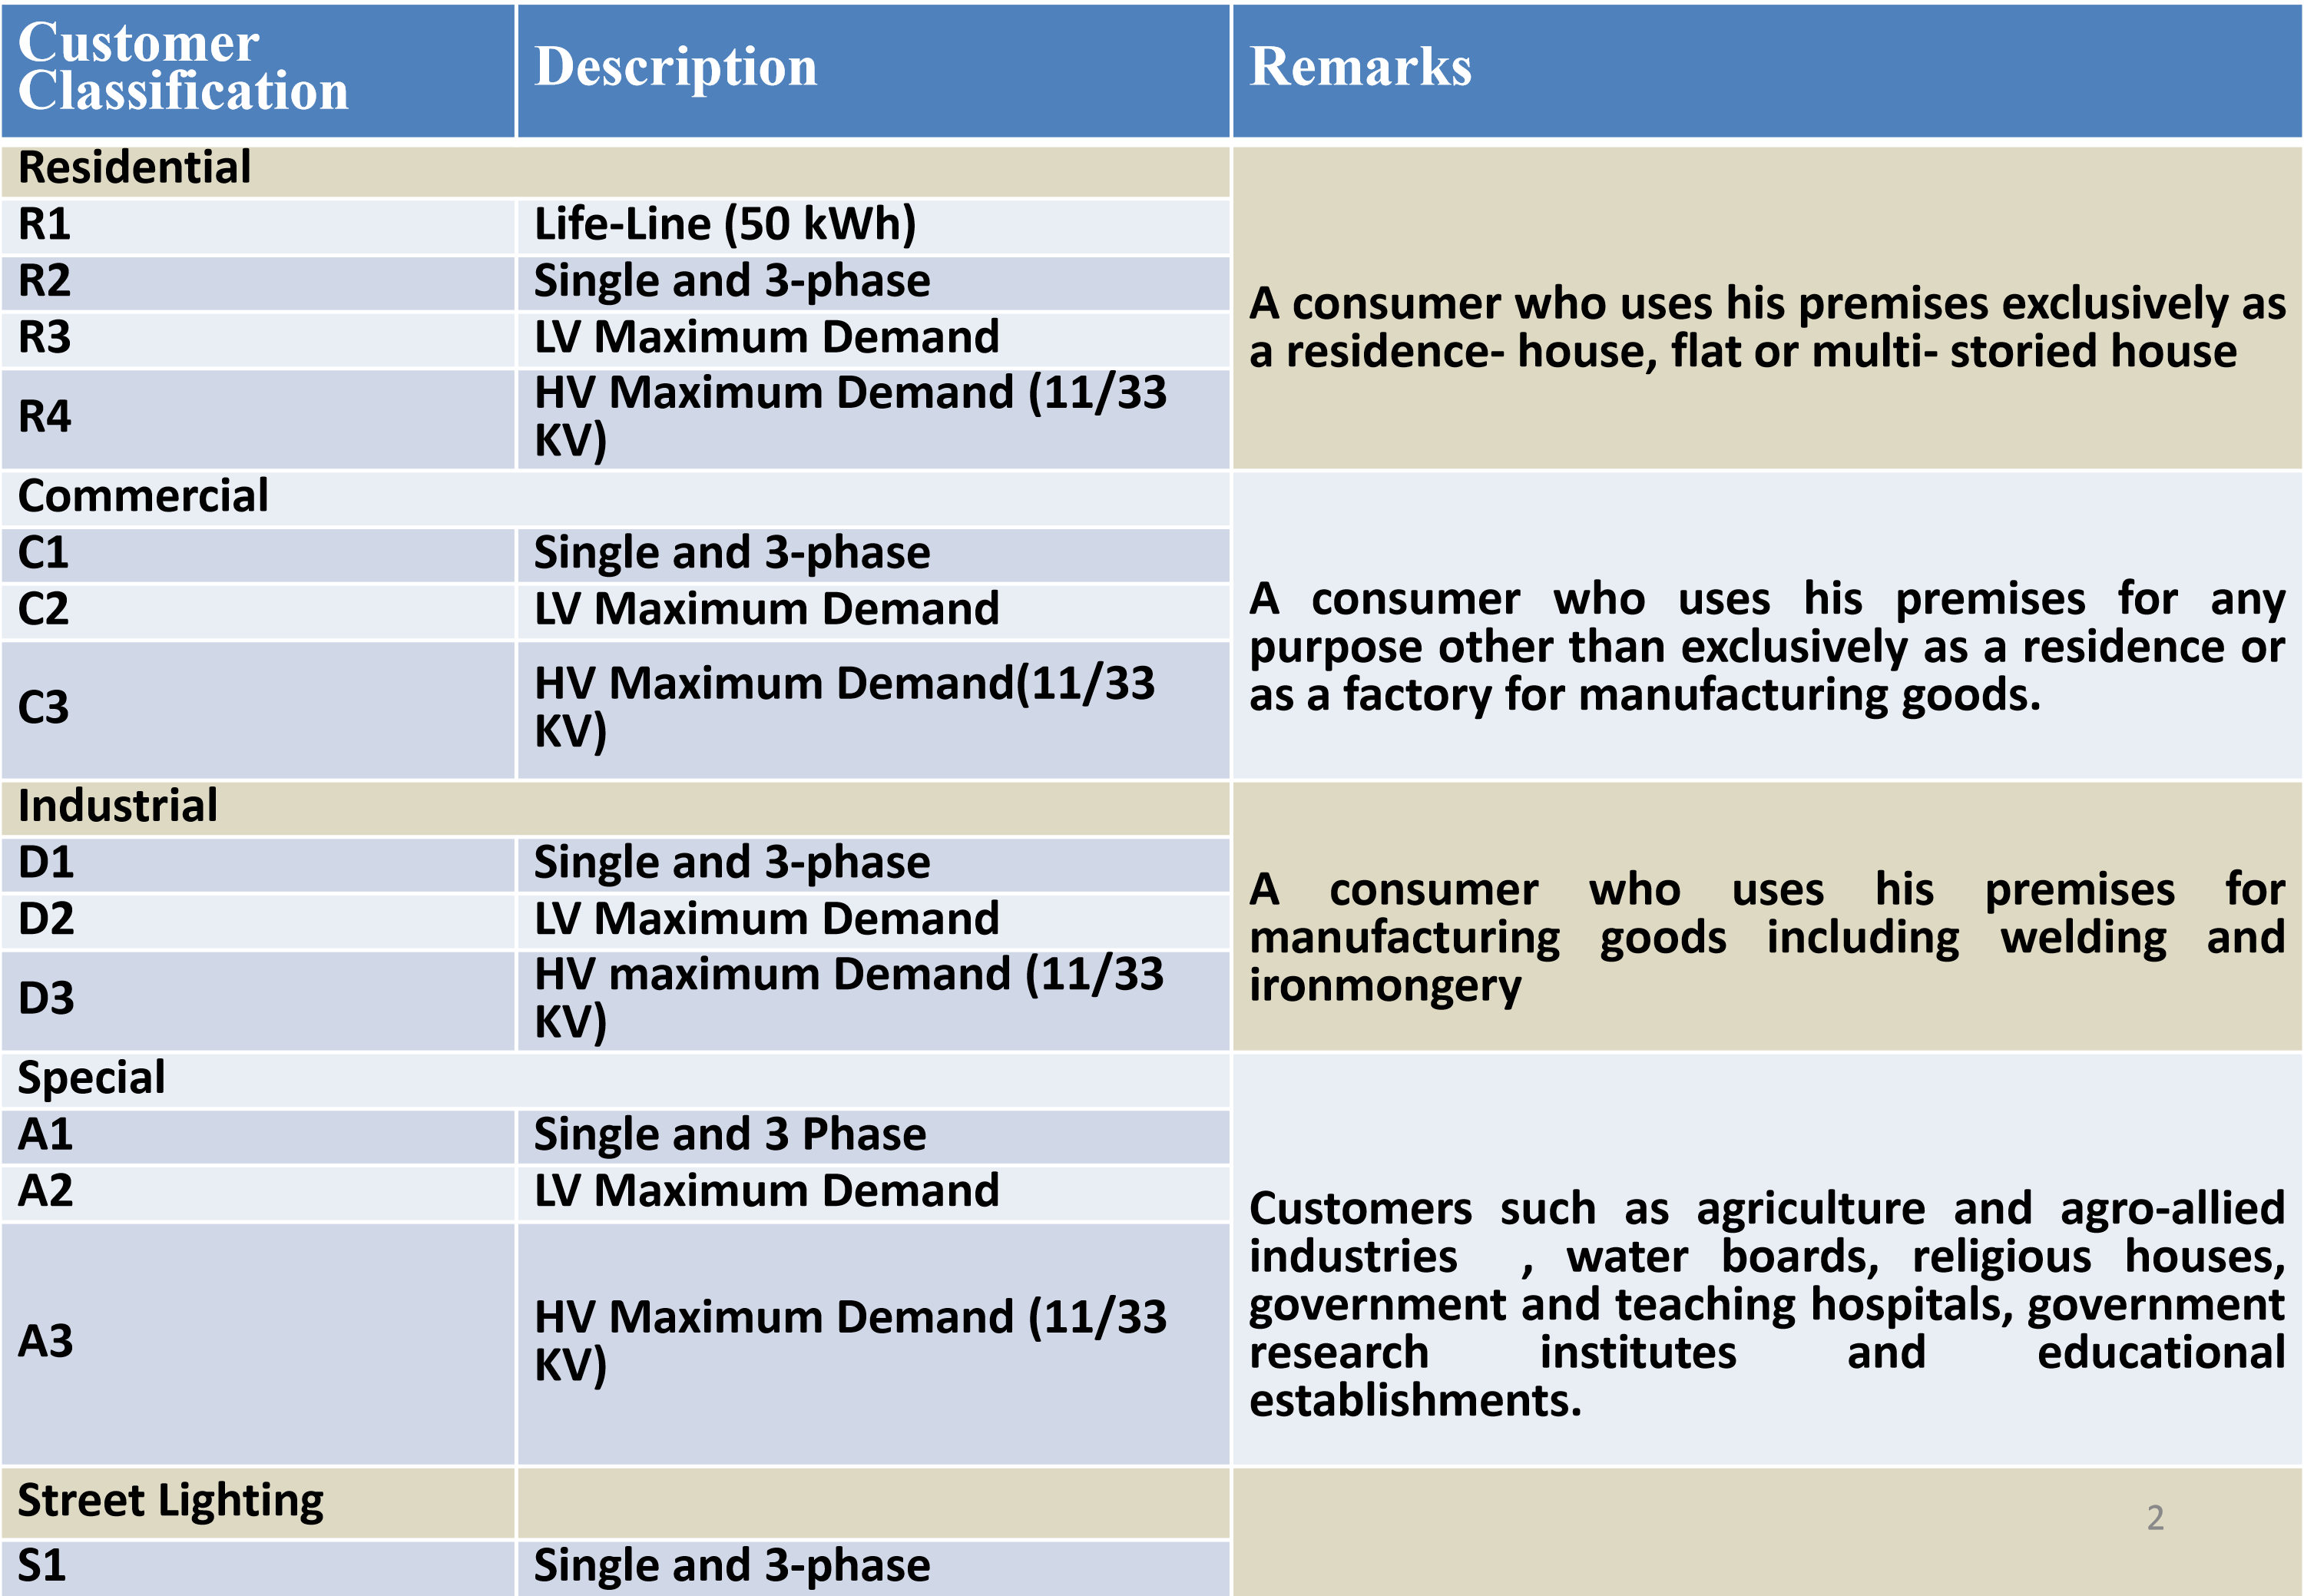 Customer
Classification
Description
Remarks
Residential
R1
Life-Line (50 kWh)
R2
Single and 3-phase
R3
LV Maximum Demand
R4
HV Maximum Demand (11/33
KV)
A consumer who uses his premises exclusively as
a residence- house, flat or multi- storied house
Commercial
C1
Single and 3-phase
C2
LV Maximum Demand
C3
HV Maximum Demand(11/33
KV)
A consumer who uses his premises for any
purpose other than exclusively as a residence or
as a factory for manufacturing goods.
Industrial
D1
Single and 3-phase
D2
LV Maximum Demand
D3
HV maximum Demand (11/33
KV)
A consumer who uses his premises for
manufacturing goods including welding and
ironmongery
Special
A1
Single and 3 Phase
A2
LV Maximum Demand
A3
HV Maximum Demand (11/33
KV)
Customers such as agriculture and agro-allied
industries , water boards, religious houses,
government and teaching hospitals, government
research institutes and educational
establishments.
Street Lighting
S1
Single and 3-phase
2